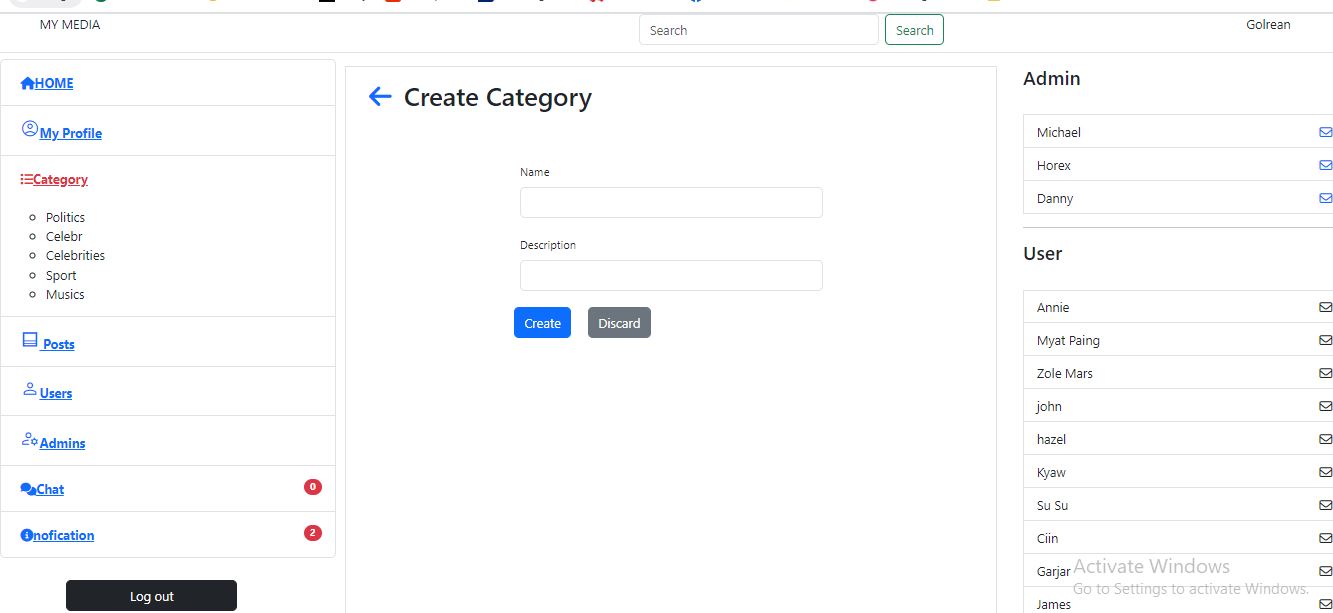 MY MEDIA
Search
Search
Golrean
HOME
My Profile
Category
Politics
Celebr
Celebrities
Sport
Musics
Posts
Users
Admins
Chat
0
nofication
2
Log out
Create Category
Name
Description
Create
Discard
Admin
Michael
Horex
Danny
User
Annie
Myat Paing
Zole Mars
john
hazel
Kyaw
Su Su
Ciin
Garjar
James
Activate Windows
Go to Settings to activate Windows.